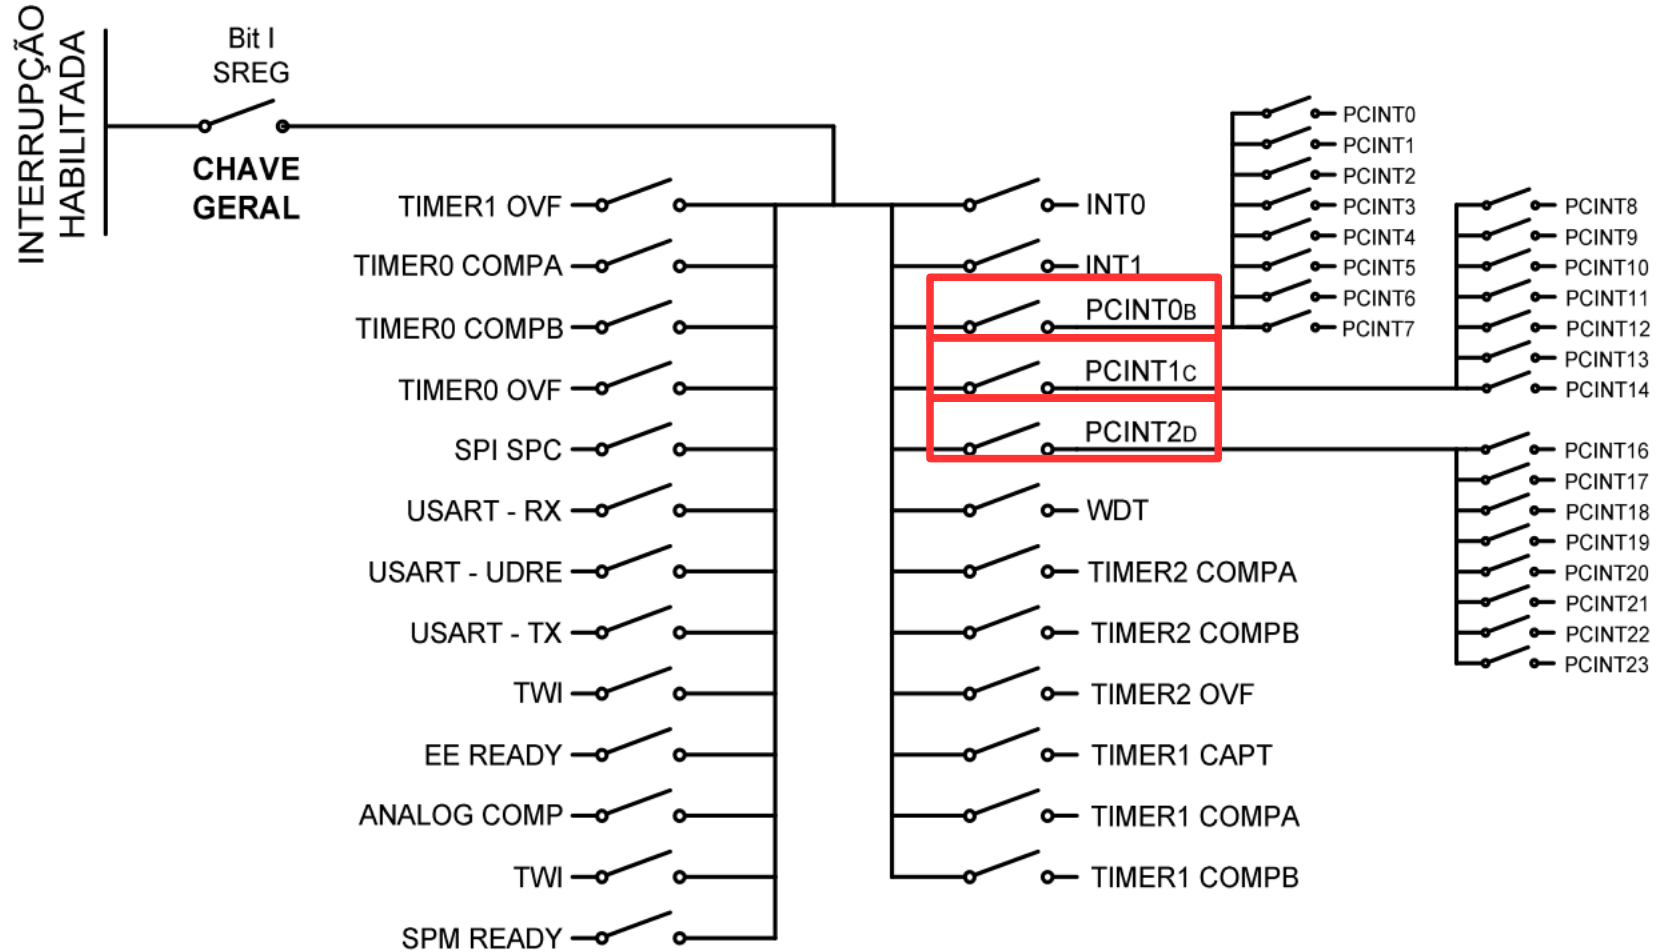 INTERRUPÇÃO
HABILITADA
Bit I
SREG
CHAVE
GERAL
TIMER1 OVF
TIMER0 COMPA
TIMER0 COMPB
TIMER0 OVF
SPI SPC
USART - RX
USART - UDRE
USART - TX
TWI
EE READY
ANALOG COMP
TWI
SPM READY
INT0
INT1
PCINT0B
PCINT1C
PCINT2D
WDT
TIMER2 COMPA
TIMER2 COMPB
TIMER2 OVF
TIMER1 CAPT
TIMER1 COMPA
TIMER1 COMPB
PCINT0
PCINT1
PCINT2
PCINT3
PCINT4
PCINT5
PCINT6
PCINT7
PCINT8
PCINT9
PCINT10
PCINT11
PCINT12
PCINT13
PCINT14
PCINT16
PCINT17
PCINT18
PCINT19
PCINT20
PCINT21
PCINT22
PCINT23